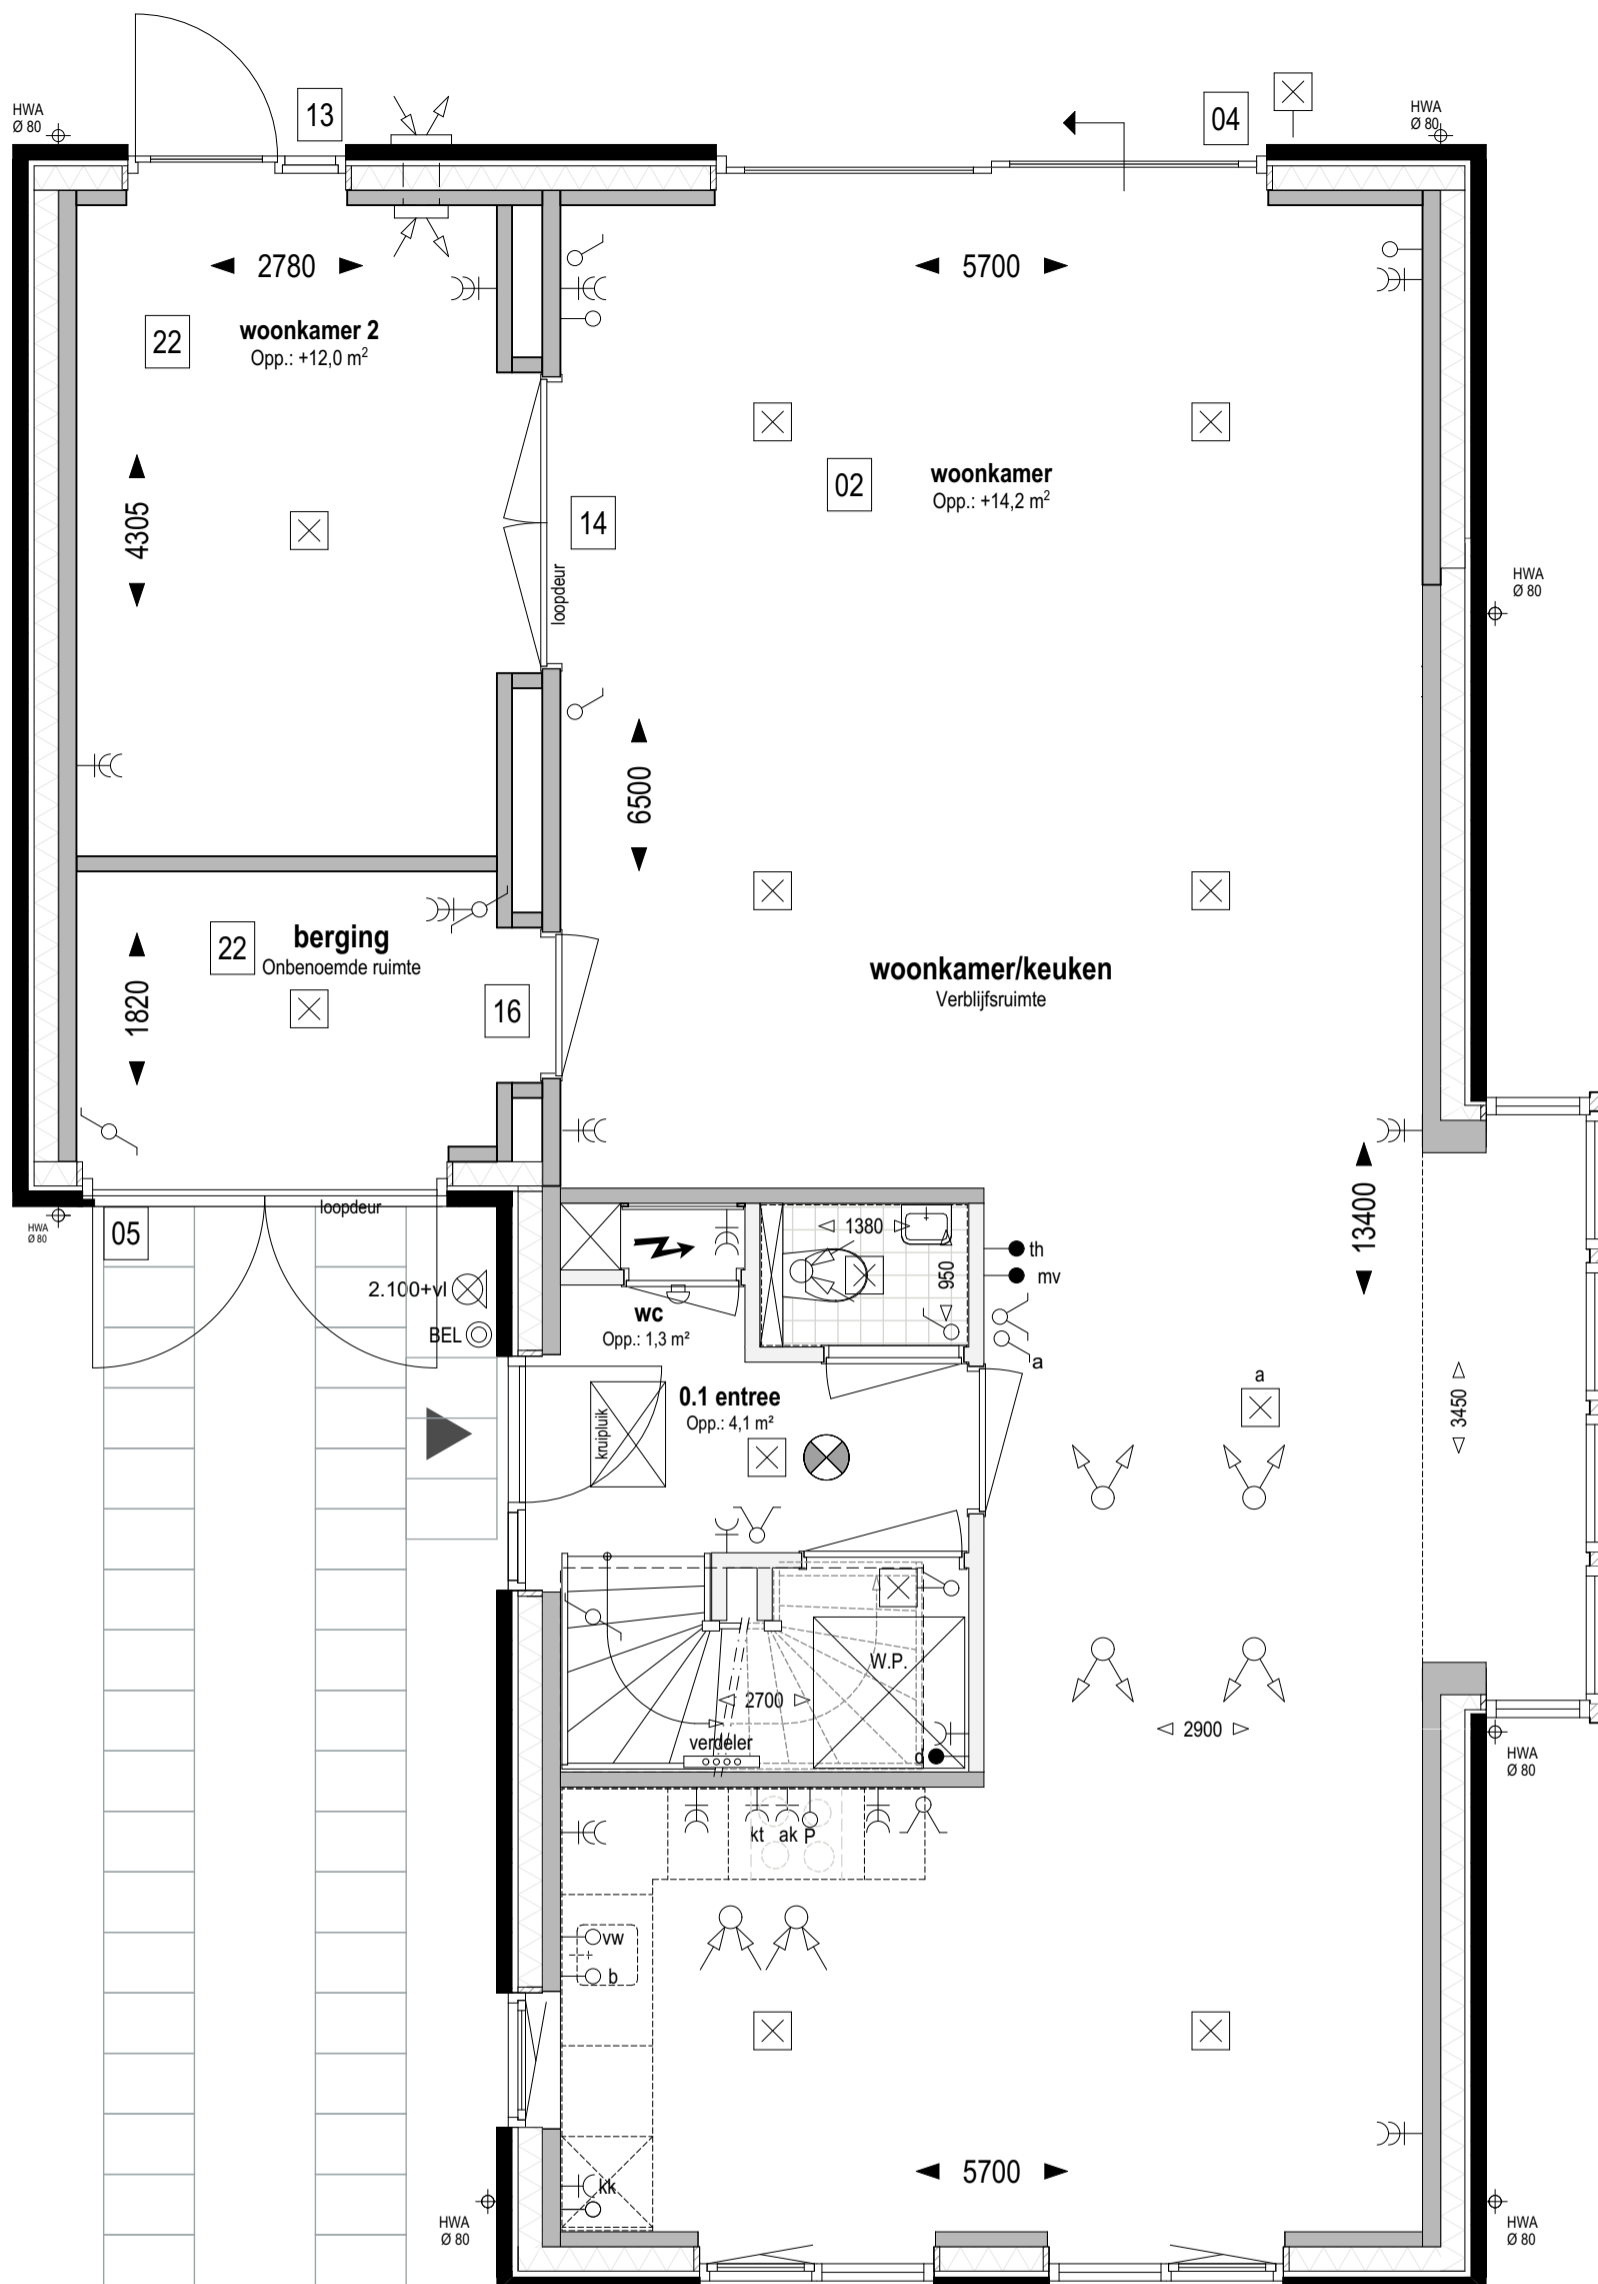 HWA
Ø 80
13
04
HWA
Ø 80
2780
5700
22
woonkamer 2
Opp.: +12,0 m²
02
woonkamer
Opp.: +14,2 m²
4305
14
loopdeur
HWA
Ø 80
6500
22
berging
Onbenoemde ruimte
1820
16
woonkamer/keuken
Verblijfsruimte
13400
HWA
Ø 80
05
loopdeur
1380
950
th
mv
2.100+vl
BEL
wc
Opp.: 1,3 m²
a
a
3450
kruipluik
0.1 entree
Opp.: 4,1 m²
W.P.
2700
verdeler
d
2900
HWA
Ø 80
kt
ak
P
vw
b
kk
5700
HWA
Ø 80
HWA
Ø 80